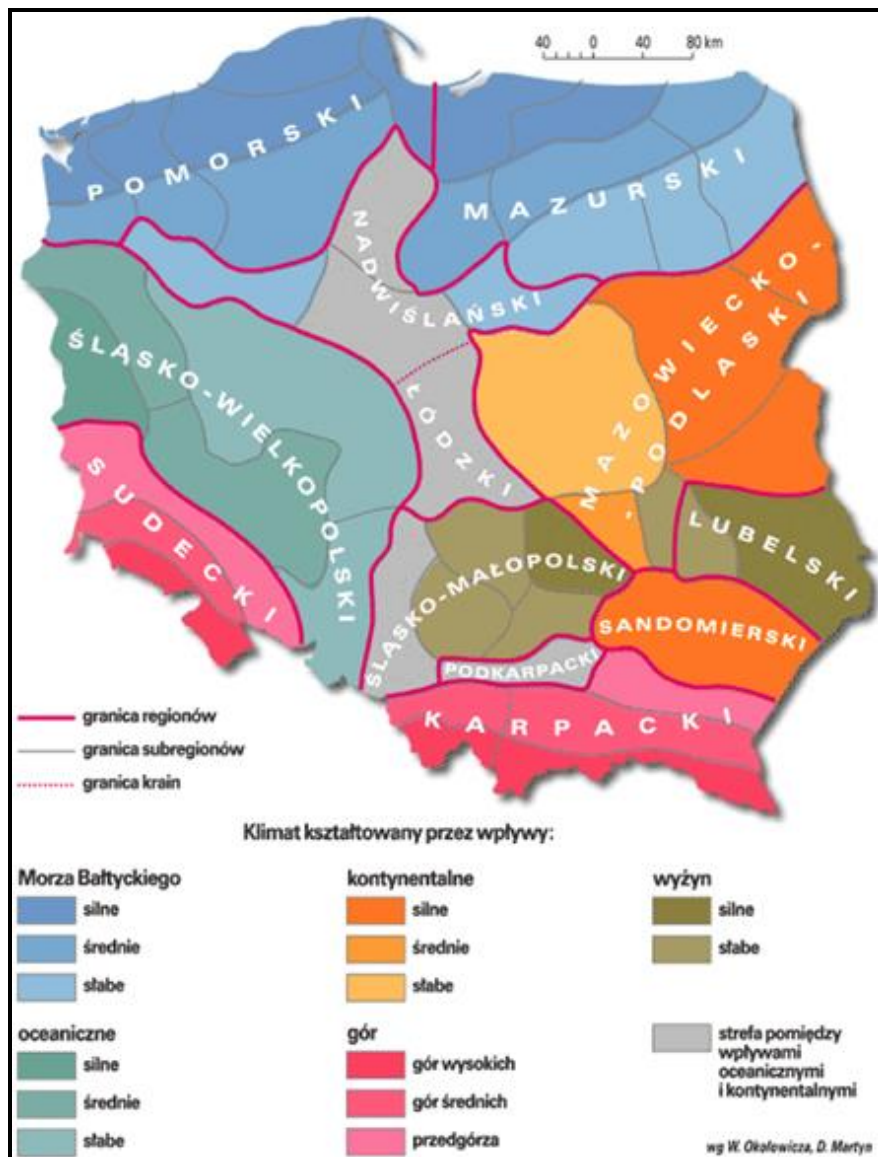 40 0 40 80 km
POMORSKI
MAZURSKI
NADWIŚLAŃSKI
MAZOWIECKO-
-PODLASKI
ŚLĄSKO-WIELKOPOLSKI
ŁÓDZKI
SUDECKI
LUBELSKI
ŚLĄSKO-MAŁOPOLSKI
SANDOMIERSKI
PODKARPACKI
KARPACKI
granica regionów
granica subregionów
granica krain
Klimat kształtowany przez wpływy:
Morza Bałtyckiego
silne
średnie
słabe
kontynentalne
silne
średnie
słabe
wyżyn
silne
słabe
oceaniczne
silne
średnie
słabe
gór
gór wysokich
gór średnich
przedgórza
strefa pomiędzy
wpływami
oceanicznymi
i kontynentalnymi
wg W. Okołowicza, D. Martyn